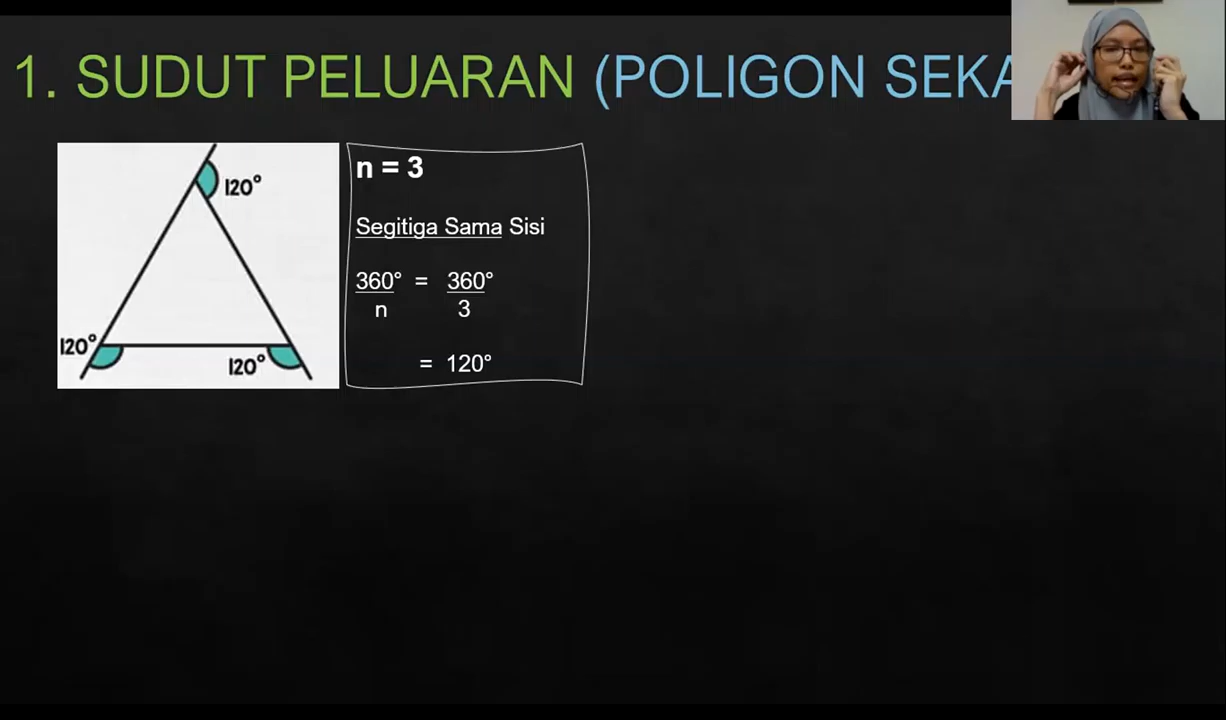 1. SUDUT PELUARAN (POLIGON SEKA
120°
120°
120°
n = 3
Segitiga Sama Sisi
360° = 360°
n 3
= 120°